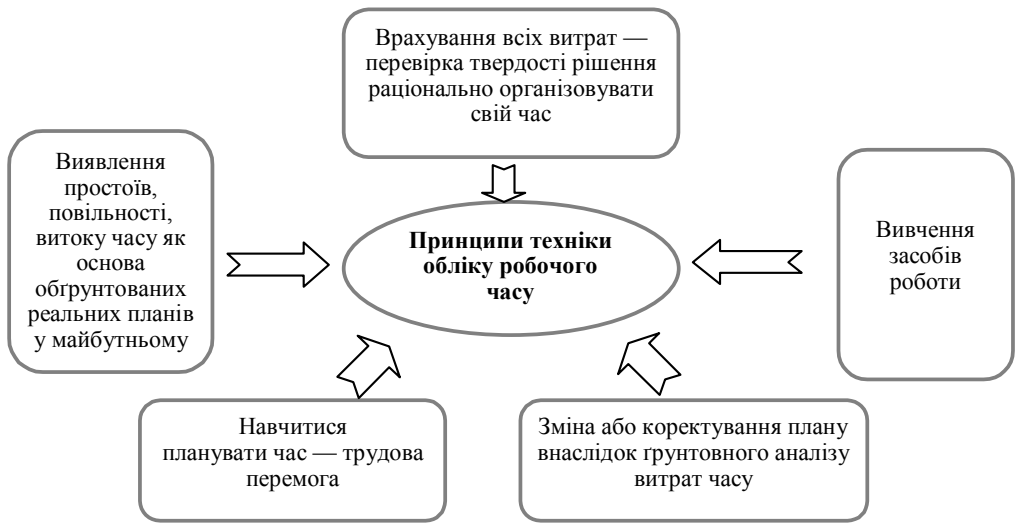 Врахування всіх витрат —
перевірка твердості рішення
раціонально організовувати
свій час
Виявлення
простоїв,
повільності,
витоку часу як
основа
обґрунтованих
реальних планів
у майбутньому
Принципи техніки
обліку робочого
часу
Вивчення
засобів
роботи
Навчитися
планувати час — трудова
перемога
Зміна або коректування плану
внаслідок ґрунтовного аналізу
витрат часу